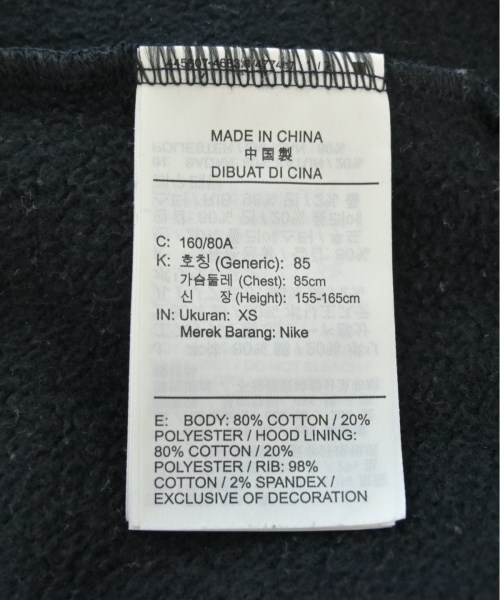 MADE IN CHINA
中国製
DIBUAT DI CINA
C: 160/80A
K: 호칭 (Generic): 85
가슴둘레 (Chest): 85cm
신 장 (Height): 155-165cm
IN: Ukuran: XS
Merek Barang: Nike
E: BODY: 80% COTTON / 20%
POLYESTER / HOOD LINING:
80% COTTON / 20%
POLYESTER / RIB: 98%
COTTON / 2% SPANDEX /
EXCLUSIVE OF DECORATION